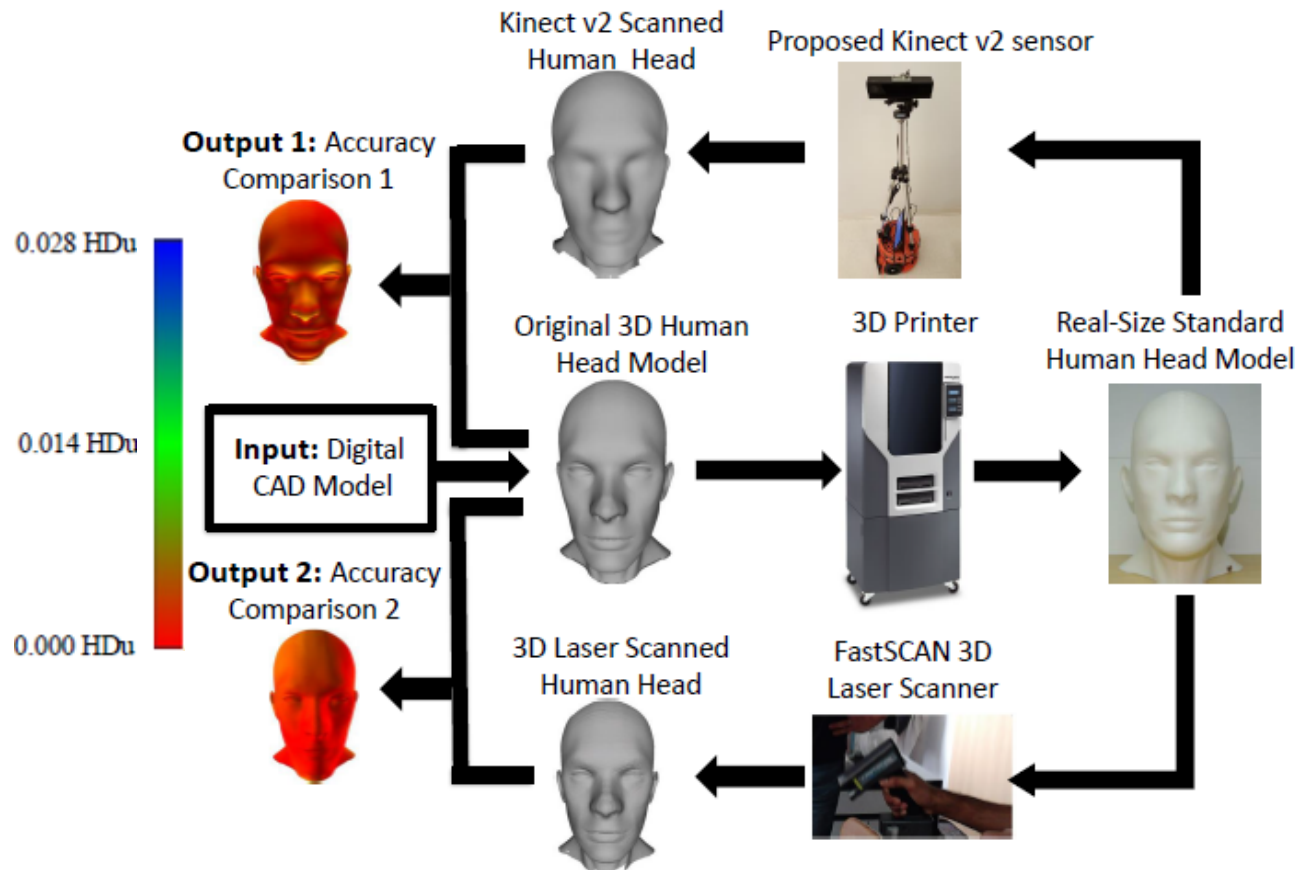 Kinect v2 Scanned
Human Head
Proposed Kinect v2 sensor
Output 1: Accuracy
Comparison 1
0.028 HDu
Original 3D Human
Head Model
3D Printer
Real-Size Standard
Human Head Model
0.014 HDu
Input: Digital
CAD Model
Output 2: Accuracy
Comparison 2
0.000 HDu
3D Laser Scanned
Human Head
FastSCAN 3D
Laser Scanner